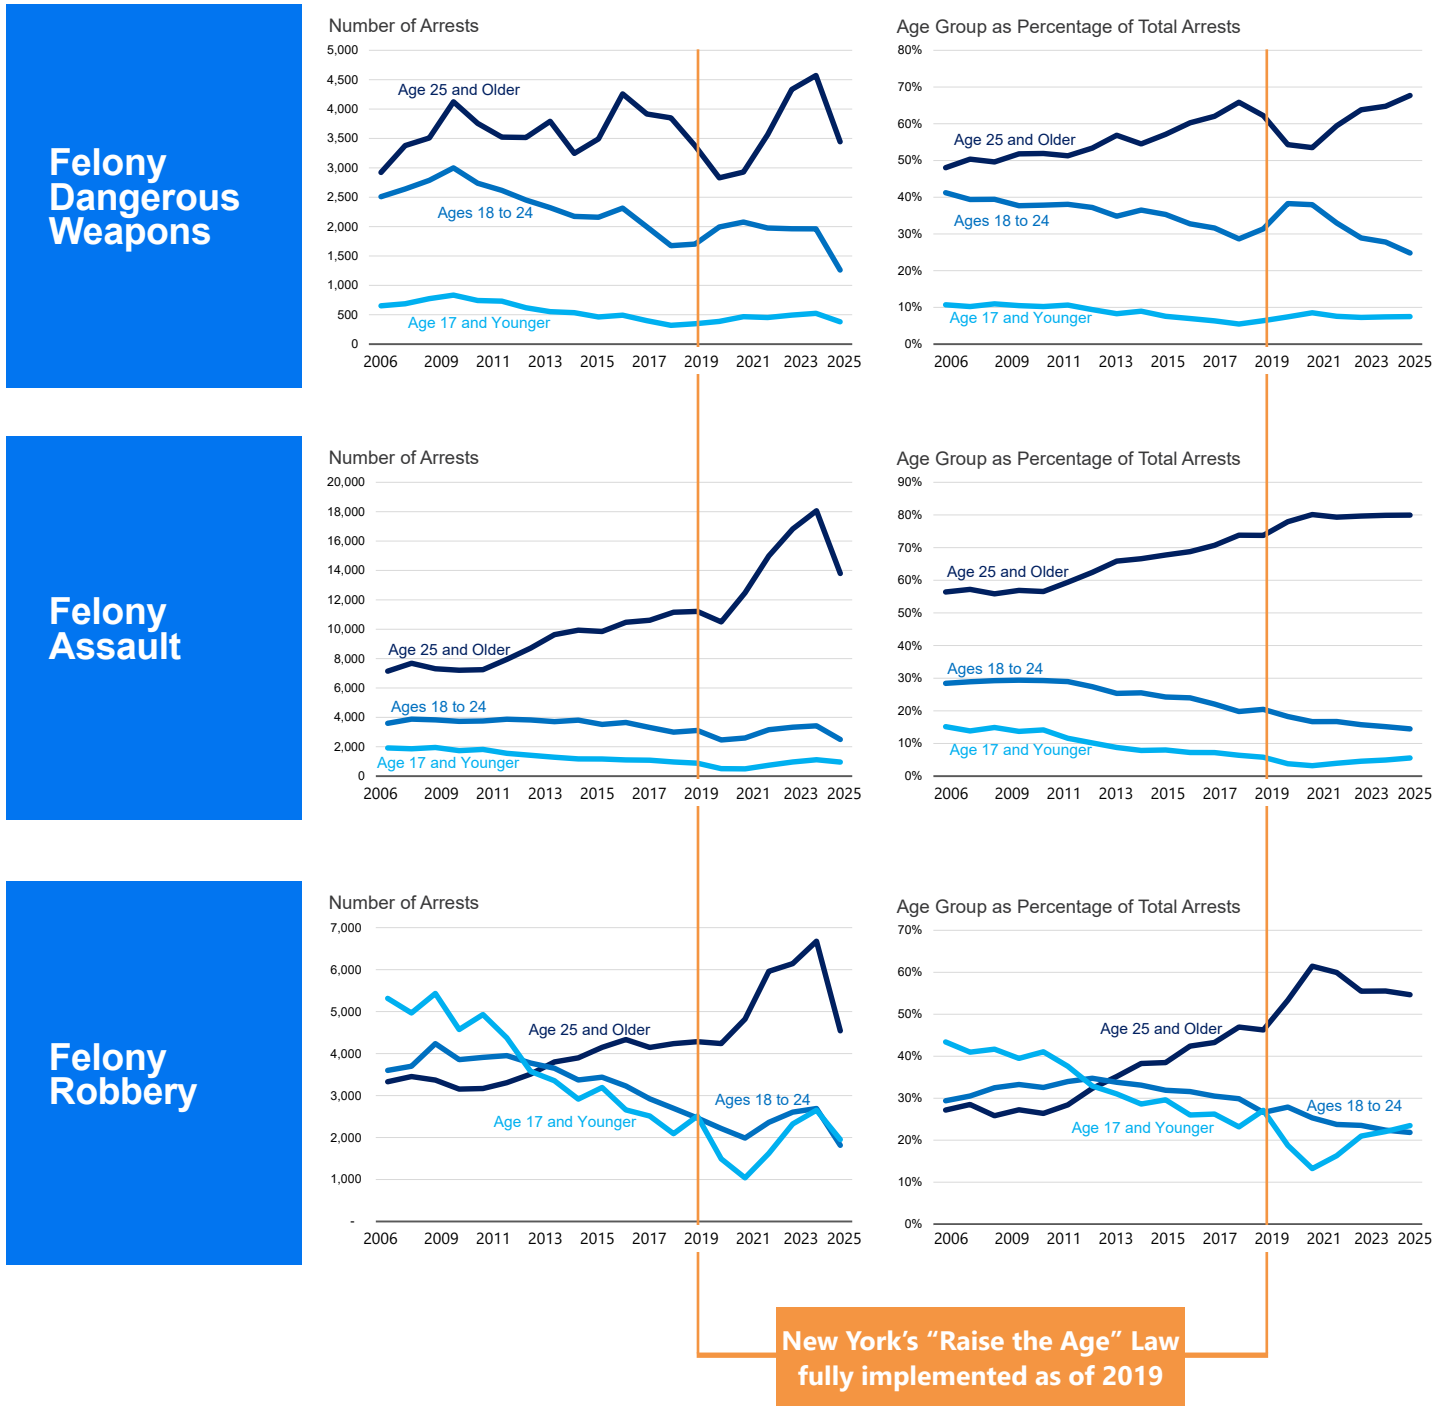 Felony
Dangerous
Weapons
Number of Arrests
5,000
4,500
4,000
3,500
3,000
2,500
2,000
1,500
1,000
500
0
Age 25 and Older
Ages 18 to 24
Age 17 and Younger
2006 2009 2011 2013 2015 2017 2019 2021 2023 2025
Age Group as Percentage of Total Arrests
80%
70%
60%
50%
40%
30%
20%
10%
0%
Age 25 and Older
Ages 18 to 24
Age 17 and Younger
2006 2009 2011 2013 2015 2017 2019 2021 2023 2025
Felony
Assault
Number of Arrests
20,000
18,000
16,000
14,000
12,000
10,000
8,000
6,000
4,000
2,000
0
Age 25 and Older
Ages 18 to 24
Age 17 and Younger
2006 2009 2011 2013 2015 2017 2019 2021 2023 2025
Age Group as Percentage of Total Arrests
90%
80%
70%
60%
50%
40%
30%
20%
10%
0%
Age 25 and Older
Ages 18 to 24
Age 17 and Younger
2006 2009 2011 2013 2015 2017 2019 2021 2023 2025
Felony
Robbery
Number of Arrests
7,000
6,000
5,000
4,000
3,000
2,000
1,000
-
Age 25 and Older
Ages 18 to 24
Age 17 and Younger
2006 2009 2011 2013 2015 2017 2019 2021 2023 2025
Age Group as Percentage of Total Arrests
70%
60%
50%
40%
30%
20%
10%
0%
Age 25 and Older
Ages 18 to 24
Age 17 and Younger
2006 2009 2011 2013 2015 2017 2019 2021 2023 2025
New York’s “Raise the Age” Law
fully implemented as of 2019